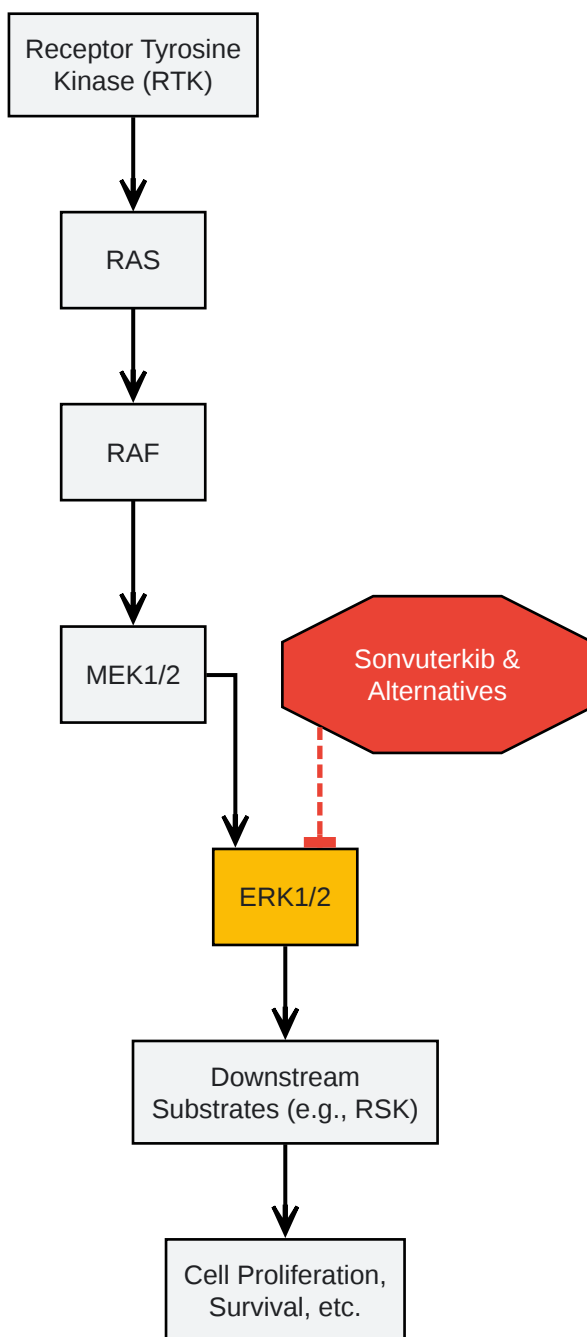 Receptor Tyrosine
Kinase (RTK)
RAS
RAF
MEK1/2
Sonvuterkib &
Alternatives
ERK1/2
Downstream
Substrates (e.g., RSK)
Cell Proliferation,
Survival, etc.